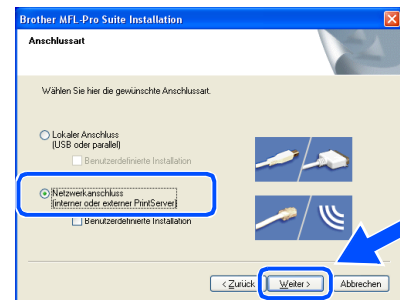 Brother MFL-Pro Suite Installation
Anschlussart
Wählen Sie hier die gewünschte Anschlussart.
Lokaler Anschluss
(USB oder parallel)
Benutzerdefinierte Installation
Netzwerkanschluss
(interner oder externer PrintServer)
Benutzerdefinierte Installation
< Zurück Weiter > Abbrechen